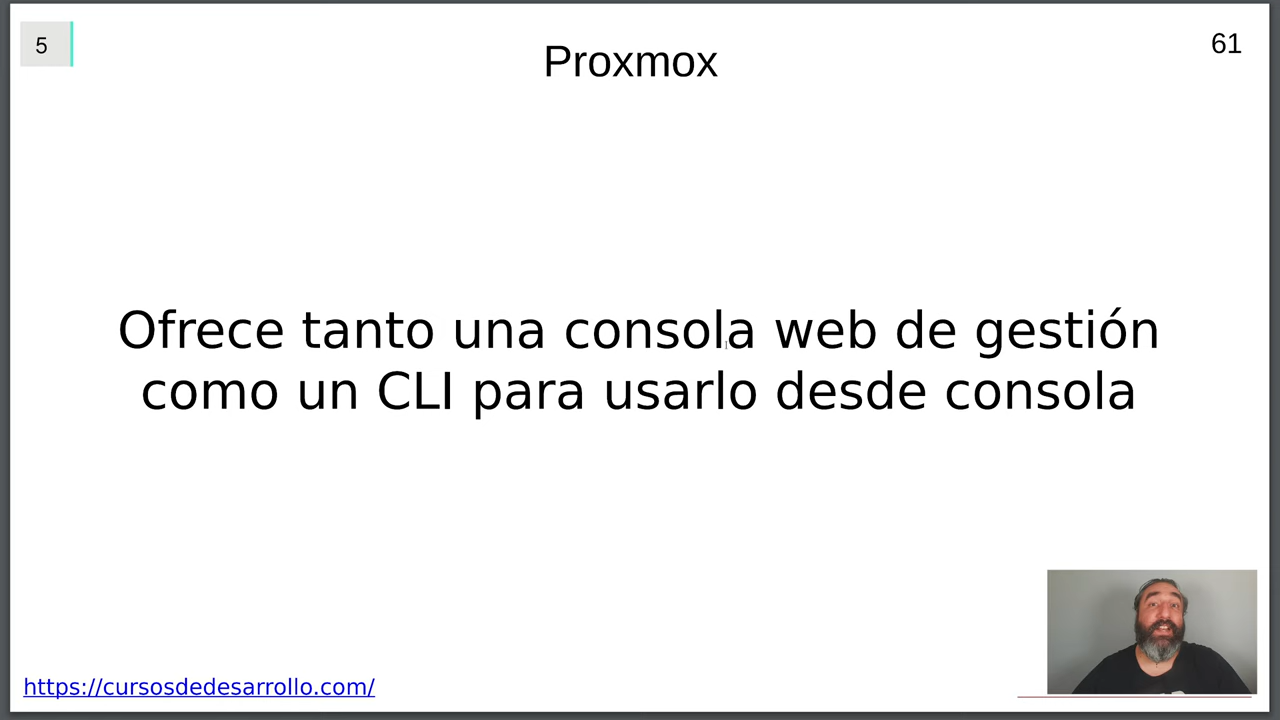 5
Proxmox
61
Ofrece tanto una consola web de gestión
como un CLI para usarlo desde consola
https://cursosdedesarrollo.com/